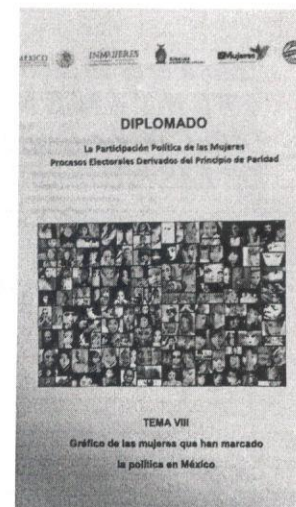 MÉXICO INMUJERES Mujeres
DIPLOMADO
La Participación Política de las Mujeres
Procesos Electorales Derivados del Principio de Paridad
TEMA VIII
Gráfico de las mujeres que han marcado
la política en México